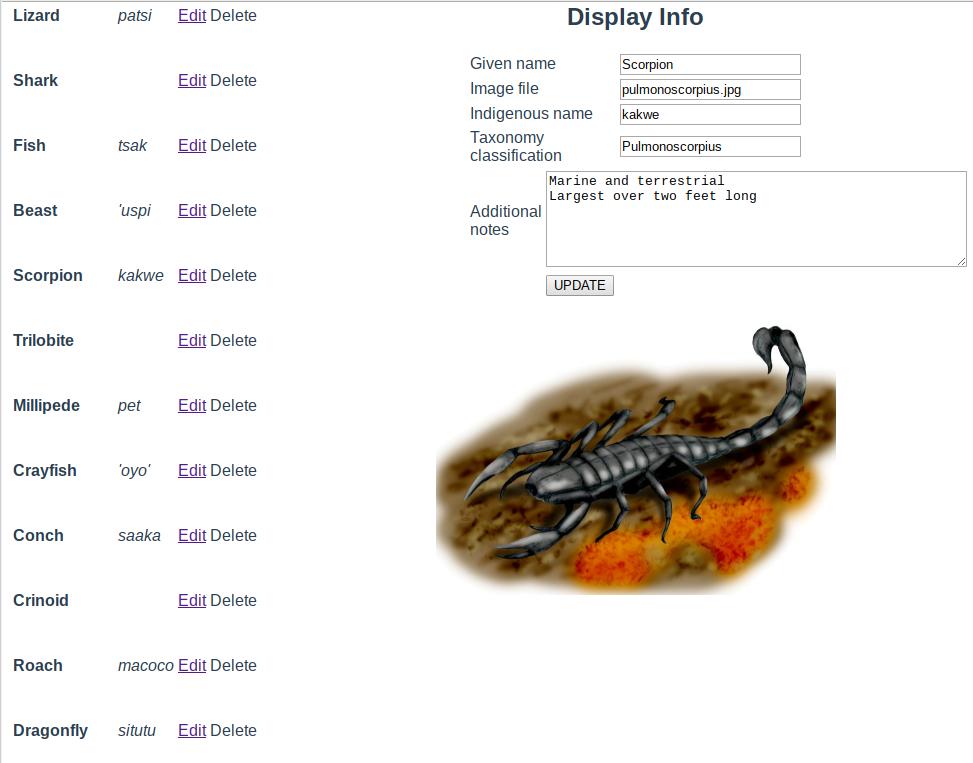 Lizard patsi Edit Delete
Shark Edit Delete
Fish tsak Edit Delete
Beast 'uspi Edit Delete
Scorpion kakwe Edit Delete
Trilobite Edit Delete
Millipede pet Edit Delete
Crayfish 'oyo' Edit Delete
Conch saaka Edit Delete
Crinoid Edit Delete
Roach macoco Edit Delete
Dragonfly situtu Edit Delete
Display Info
Given name Scorpion
Image file pulmonoscorpius.jpg
Indigenous name kakwe
Taxonomy
classification Pulmonoscorpius
Additional
notes
Marine and terrestrial
Largest over two feet long
UPDATE